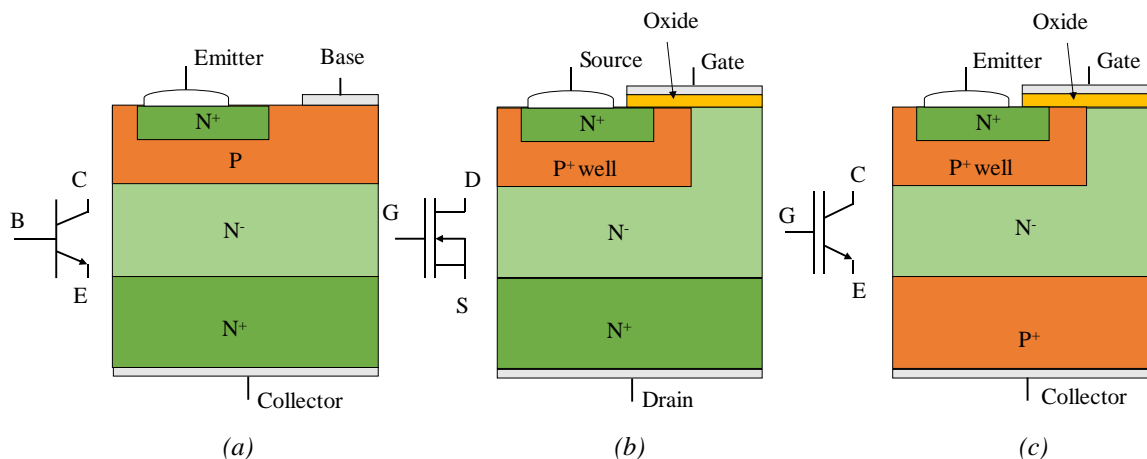 Emitter
Base
N⁺
P
N⁻
N⁺
Collector
C
B
E
(a)
Oxide
Source
Gate
N⁺
P⁺ well
N⁻
N⁺
Drain
D
G
S
(b)
Oxide
Emitter
Gate
N⁺
P⁺ well
N⁻
P⁺
Collector
C
G
E
(c)